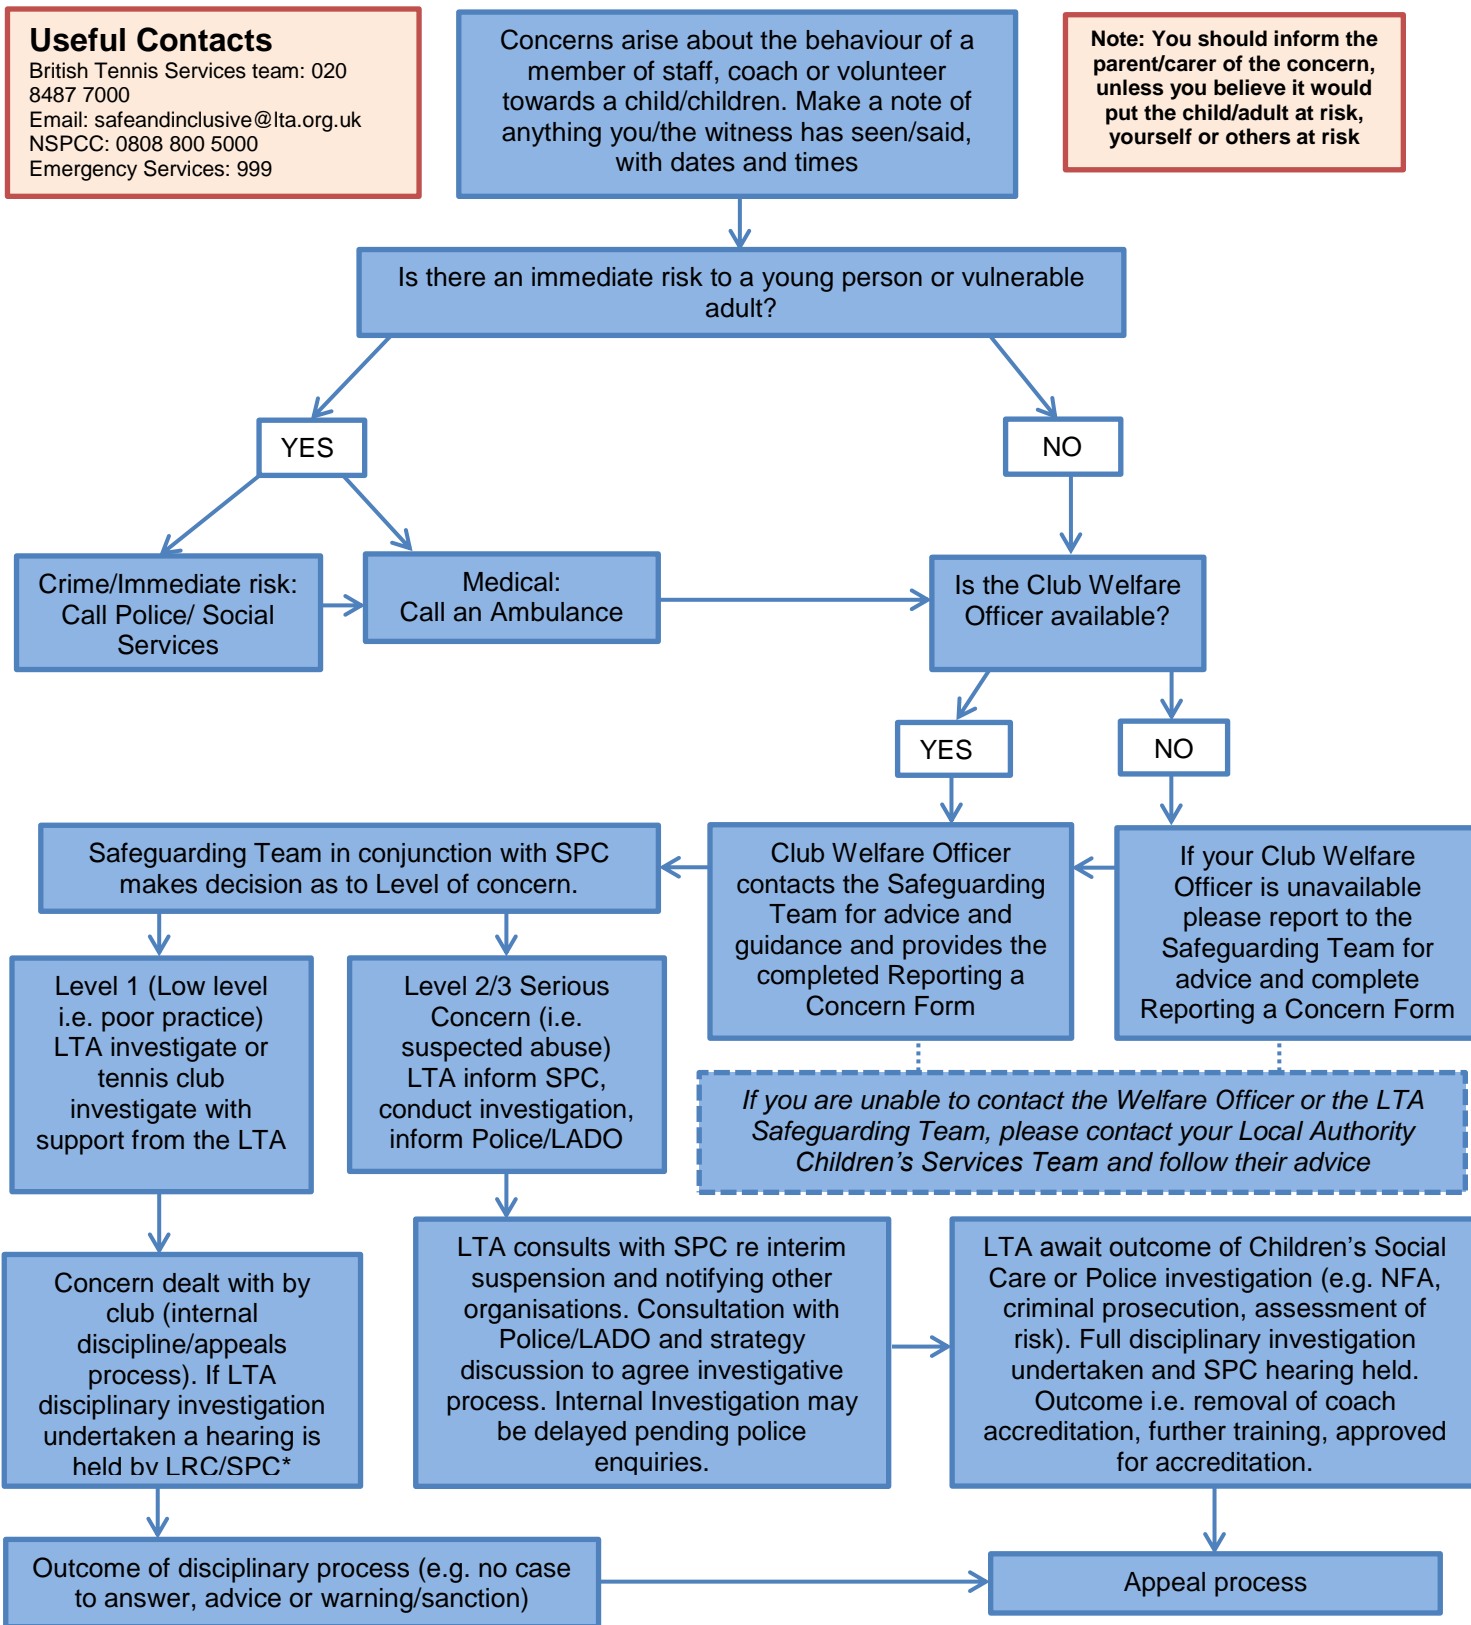 Useful Contacts
British Tennis Services team: 020
8487 7000
Email: safeandinclusive@lta.org.uk
NSPCC: 0808 800 5000
Emergency Services: 999
Concerns arise about the behaviour of a
member of staff, coach or volunteer
towards a child/children. Make a note of
anything you/the witness has seen/said,
with dates and times
Note: You should inform the
parent/carer of the concern,
unless you believe it would
put the child/adult at risk,
yourself or others at risk
Is there an immediate risk to a young person or vulnerable
adult?
YES
NO
Crime/Immediate risk:
Call Police/ Social
Services
Medical:
Call an Ambulance
Is the Club Welfare
Officer available?
YES
NO
Safeguarding Team in conjunction with SPC
makes decision as to Level of concern.
Club Welfare Officer
contacts the Safeguarding
Team for advice and
guidance and provides the
completed Reporting a
Concern Form
If your Club Welfare
Officer is unavailable
please report to the
Safeguarding Team for
advice and complete
Reporting a Concern Form
Level 1 (Low level
i.e. poor practice)
LTA investigate or
tennis club
investigate with
support from the LTA
Level 2/3 Serious
Concern (i.e.
suspected abuse)
LTA inform SPC,
conduct investigation,
inform Police/LADO
If you are unable to contact the Welfare Officer or the LTA
Safeguarding Team, please contact your Local Authority
Children’s Services Team and follow their advice
Concern dealt with by
club (internal
discipline/appeals
process). If LTA
disciplinary investigation
undertaken a hearing is
held by LRC/SPC*
LTA consults with SPC re interim
suspension and notifying other
organisations. Consultation with
Police/LADO and strategy
discussion to agree investigative
process. Internal Investigation may
be delayed pending police
enquiries.
LTA await outcome of Children’s Social
Care or Police investigation (e.g. NFA,
criminal prosecution, assessment of
risk). Full disciplinary investigation
undertaken and SPC hearing held.
Outcome i.e. removal of coach
accreditation, further training, approved
for accreditation.
Outcome of disciplinary process (e.g. no case
to answer, advice or warning/sanction)
Appeal process